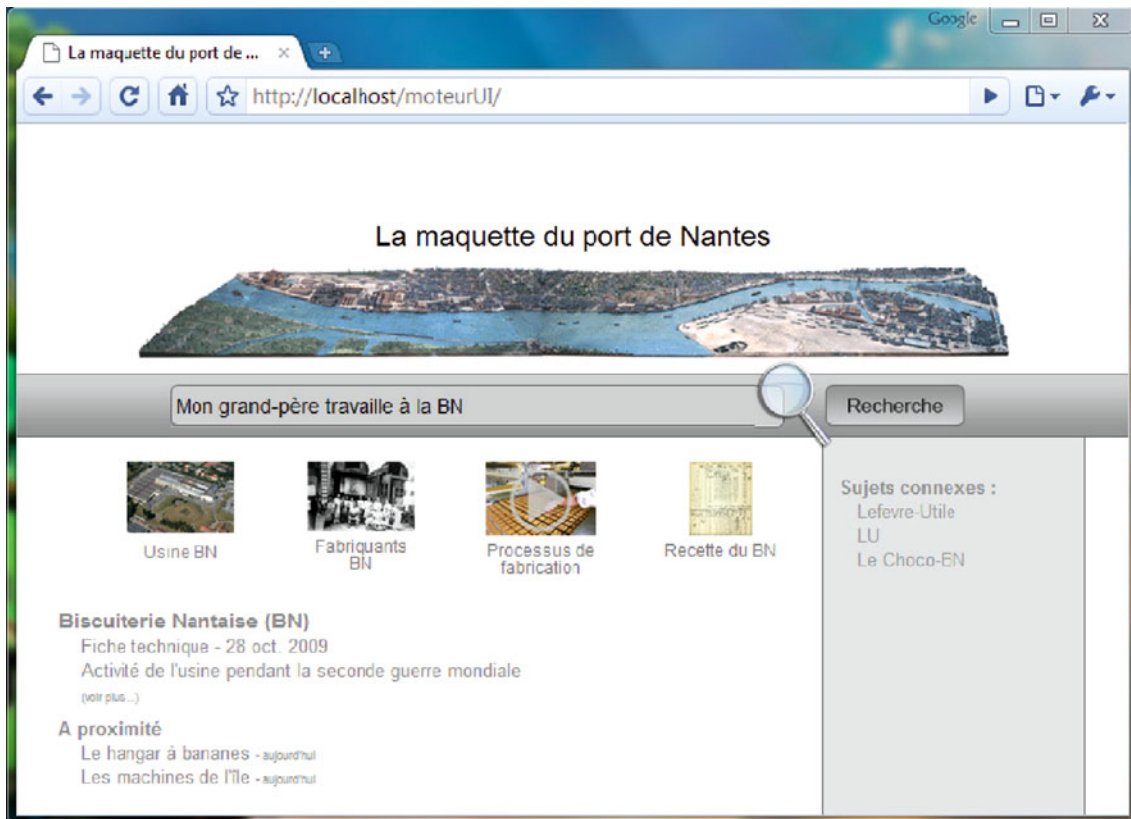 Google
La maquette du port de ...
http://localhost/moteurUI/
La maquette du port de Nantes
Mon grand-père travaille à la BN
Recherche
Usine BN
Fabriquants
BN
Processus de
fabrication
Recette du BN
Sujets connexes :
Lefevre-Utile
LU
Le Choco-BN
Biscuiterie Nantaise (BN)
Fiche technique - 28 oct. 2009
Activité de l'usine pendant la seconde guerre mondiale
(voir plus...)
A proximité
Le hangar à bananes - aujourd'hui
Les machines de l'île - aujourd'hui